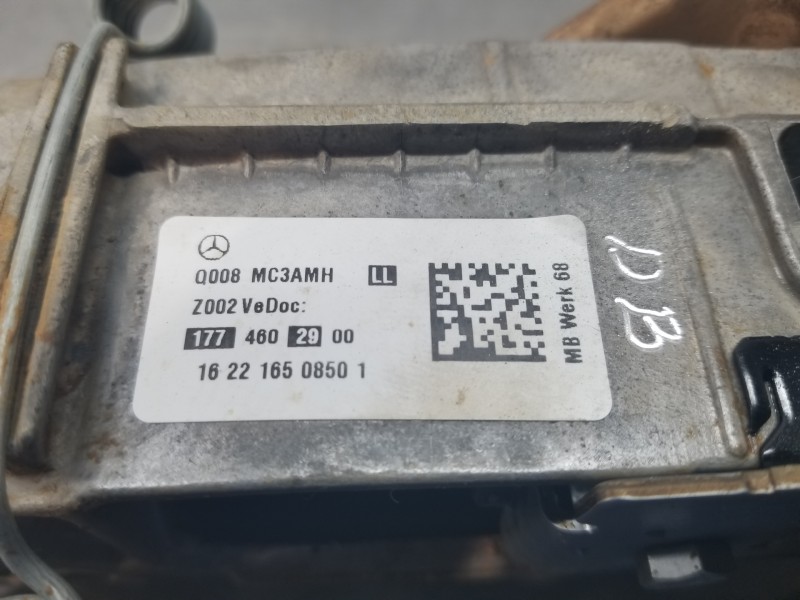 Q008 MC3AMH LL
Z002 VeDoc:
177 460 29 00
16 22 165 0850 1
MB Werk 68